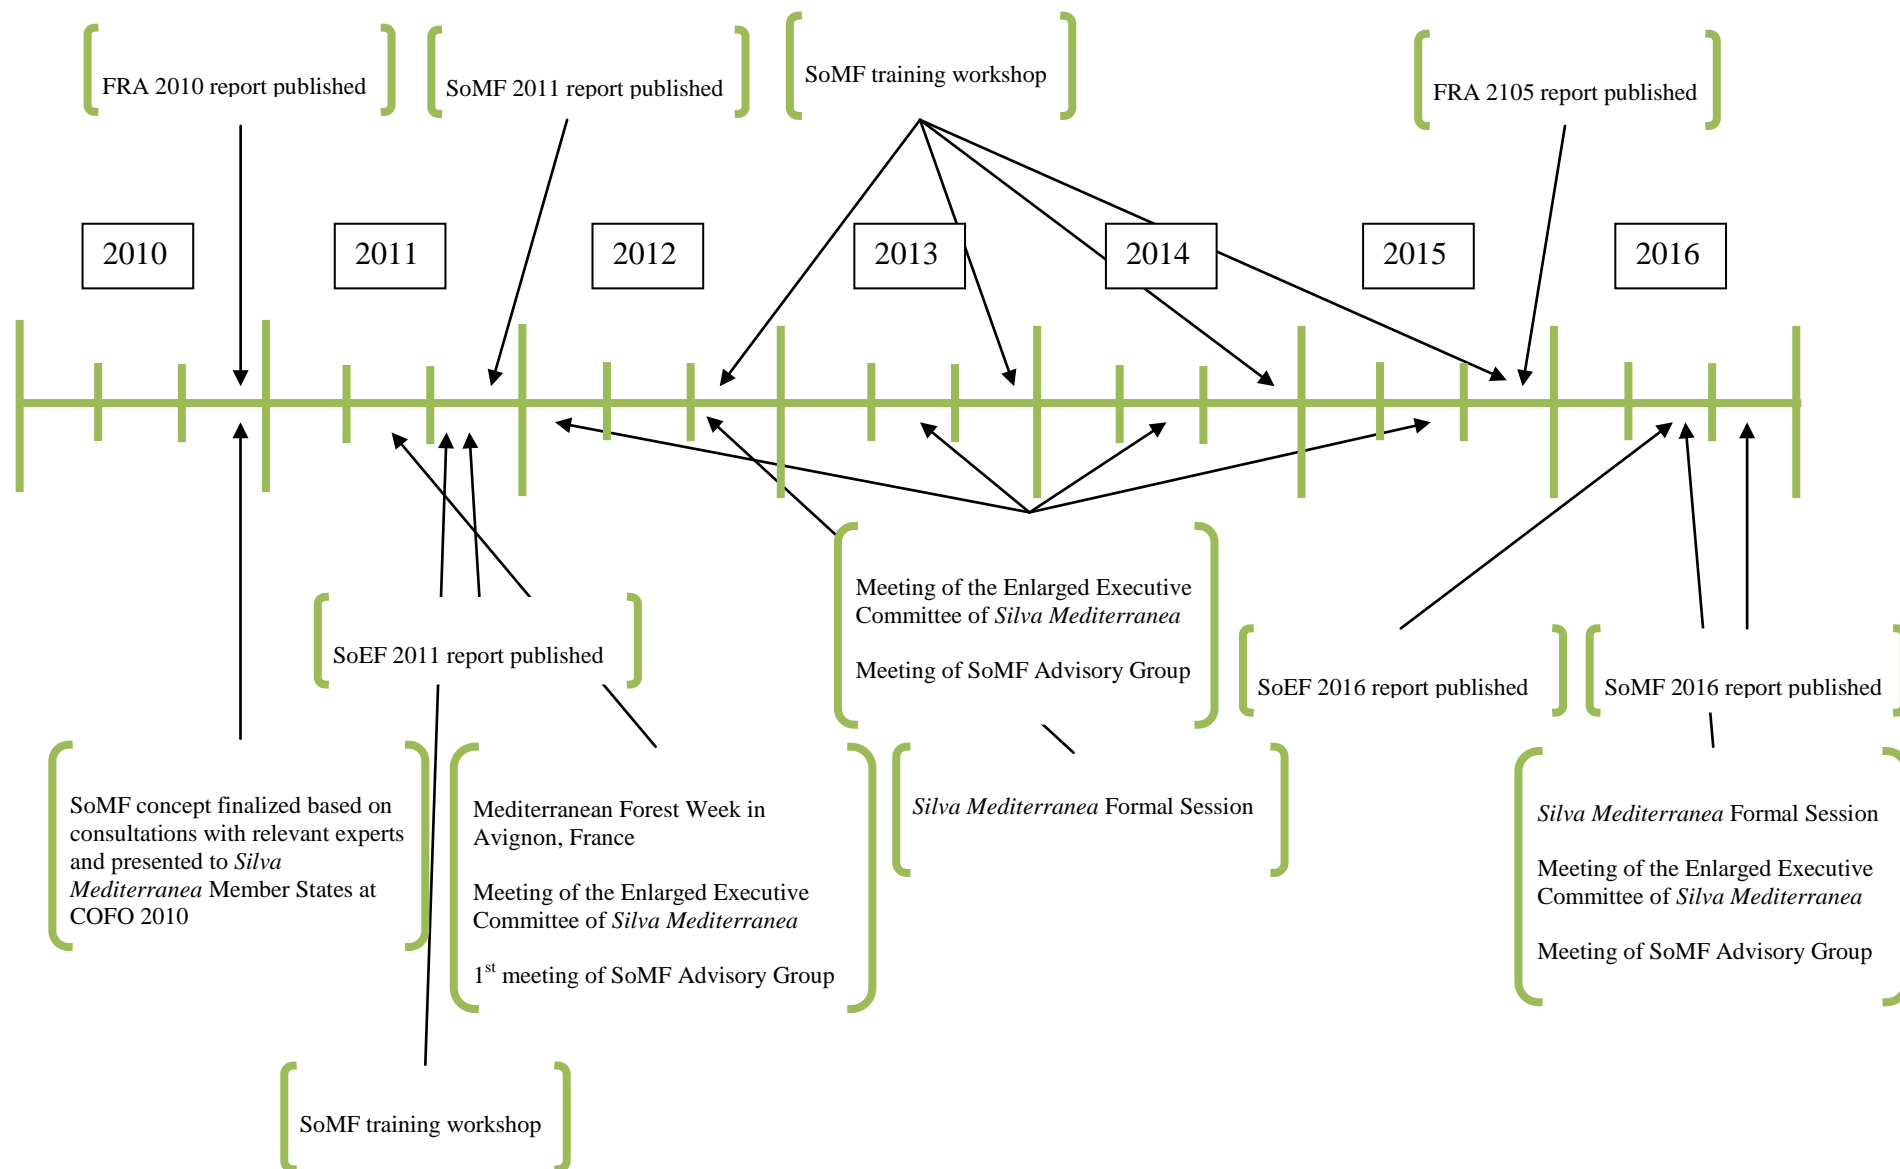 FRA 2010 report published
SoMF 2011 report published
SoMF training workshop
FRA 2105 report published
2010
2011
2012
2013
2014
2015
2016
SoEF 2011 report published
Meeting of the Enlarged Executive
Committee of Silva Mediterranea
Meeting of SoMF Advisory Group
SoEF 2016 report published
SoMF 2016 report published
SoMF concept finalized based on
consultations with relevant experts
and presented to Silva
Mediterranea Member States at
COFO 2010
Mediterranean Forest Week in
Avignon, France
Meeting of the Enlarged Executive
Committee of Silva Mediterranea
1st meeting of SoMF Advisory Group
Silva Mediterranea Formal Session
Silva Mediterranea Formal Session
Meeting of the Enlarged Executive
Committee of Silva Mediterranea
Meeting of SoMF Advisory Group
SoMF training workshop